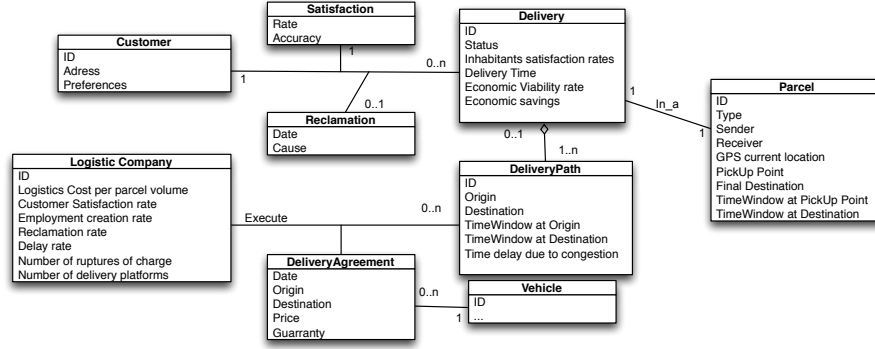 Satisfaction
Rate
Accuracy
Customer
ID
Adress
Preferences
1
1
0..n
0..1
Reclamation
Date
Cause
Delivery
ID
Status
Inhabitants satisfaction rates
Delivery Time
Economic Viability rate
Economic savings
1
In_a
1
Parcel
ID
Type
Sender
Receiver
GPS current location
PickUp Point
Final Destination
TimeWindow at PickUp Point
TimeWindow at Destination
0..1
1..n
Logistic Company
ID
Logistics Cost per parcel volume
Customer Satisfaction rate
Employment creation rate
Reclamation rate
Delay rate
Number of ruptures of charge
Number of delivery platforms
Execute
0..n
DeliveryPath
ID
Origin
Destination
TimeWindow at Origin
TimeWindow at Destination
Time delay due to congestion
DeliveryAgreement
Date
Origin
Destination
Price
Guarranty
0..n
1
Vehicle
ID
...